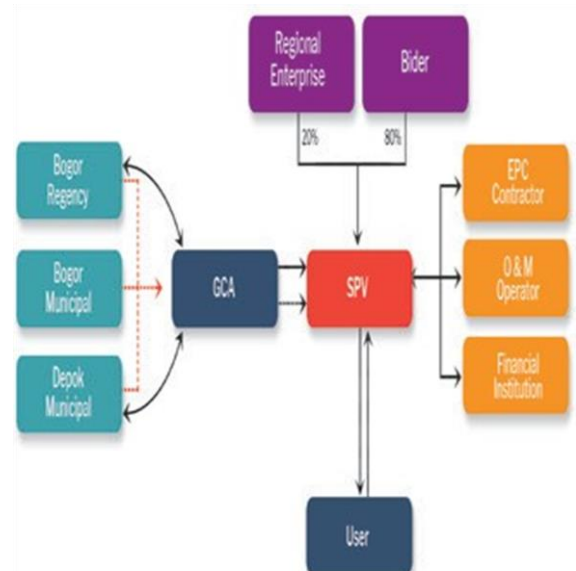 Regional
Enterprise
Bider
20%
80%
Bogor
Regency
Bogor
Municipal
Depok
Municipal
GCA
SPV
EPC
Contractor
O & M
Operator
Financial
Institution
User